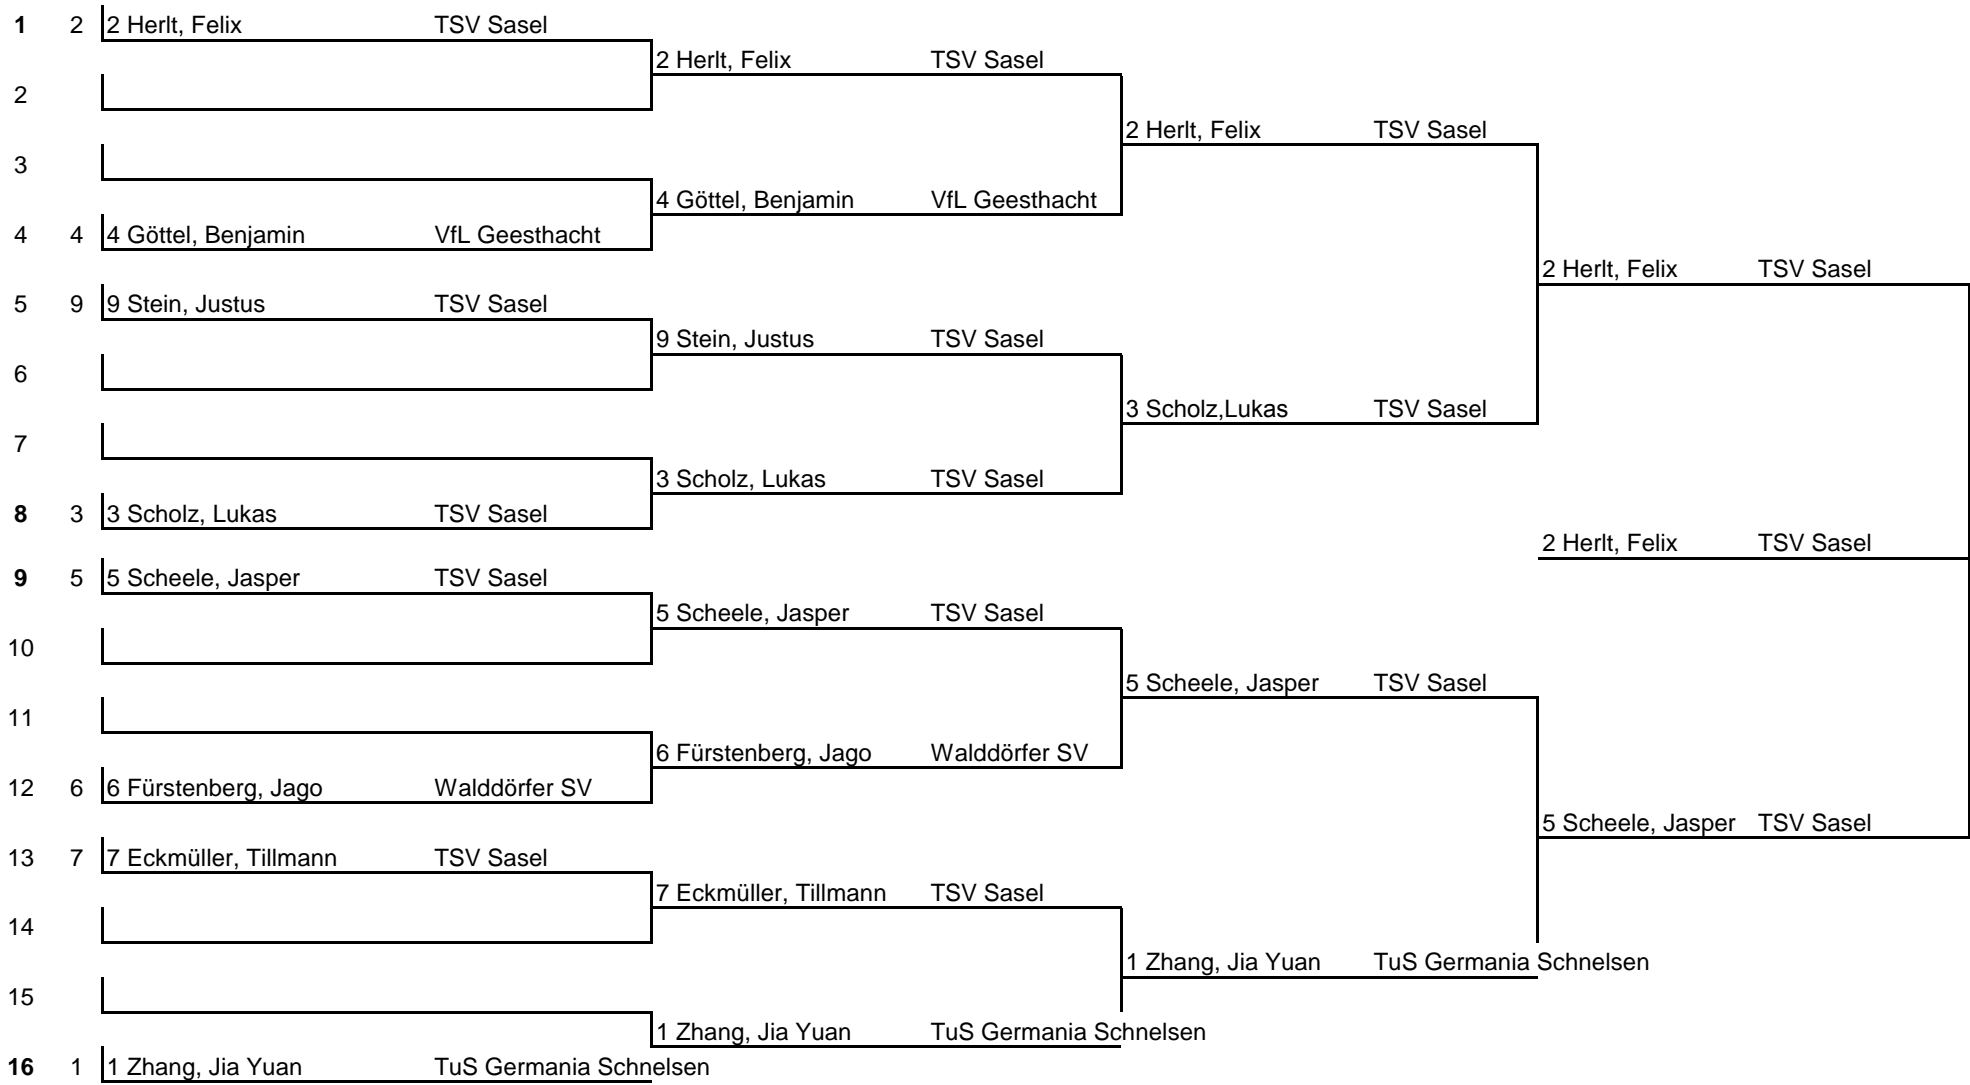 1 2 2 Herlt, Felix TSV Sasel
2 Herlt, Felix TSV Sasel
2
2 Herlt, Felix TSV Sasel
3
4 Göttel, Benjamin VfL Geesthacht
4 4 4 Göttel, Benjamin VfL Geesthacht
2 Herlt, Felix TSV Sasel
5 9 9 Stein, Justus TSV Sasel
9 Stein, Justus TSV Sasel
6
3 Scholz,Lukas TSV Sasel
7
3 Scholz, Lukas TSV Sasel
8 3 3 Scholz, Lukas TSV Sasel
2 Herlt, Felix TSV Sasel
9 5 5 Scheele, Jasper TSV Sasel
5 Scheele, Jasper TSV Sasel
10
5 Scheele, Jasper TSV Sasel
11
6 Fürstenberg, Jago Walddörfer SV
12 6 6 Fürstenberg, Jago Walddörfer SV
5 Scheele, Jasper TSV Sasel
13 7 7 Eckmüller, Tillmann TSV Sasel
7 Eckmüller, Tillmann TSV Sasel
14
1 Zhang, Jia Yuan TuS Germania Schnelsen
15
1 Zhang, Jia Yuan TuS Germania Schnelsen
16 1 1 Zhang, Jia Yuan TuS Germania Schnelsen